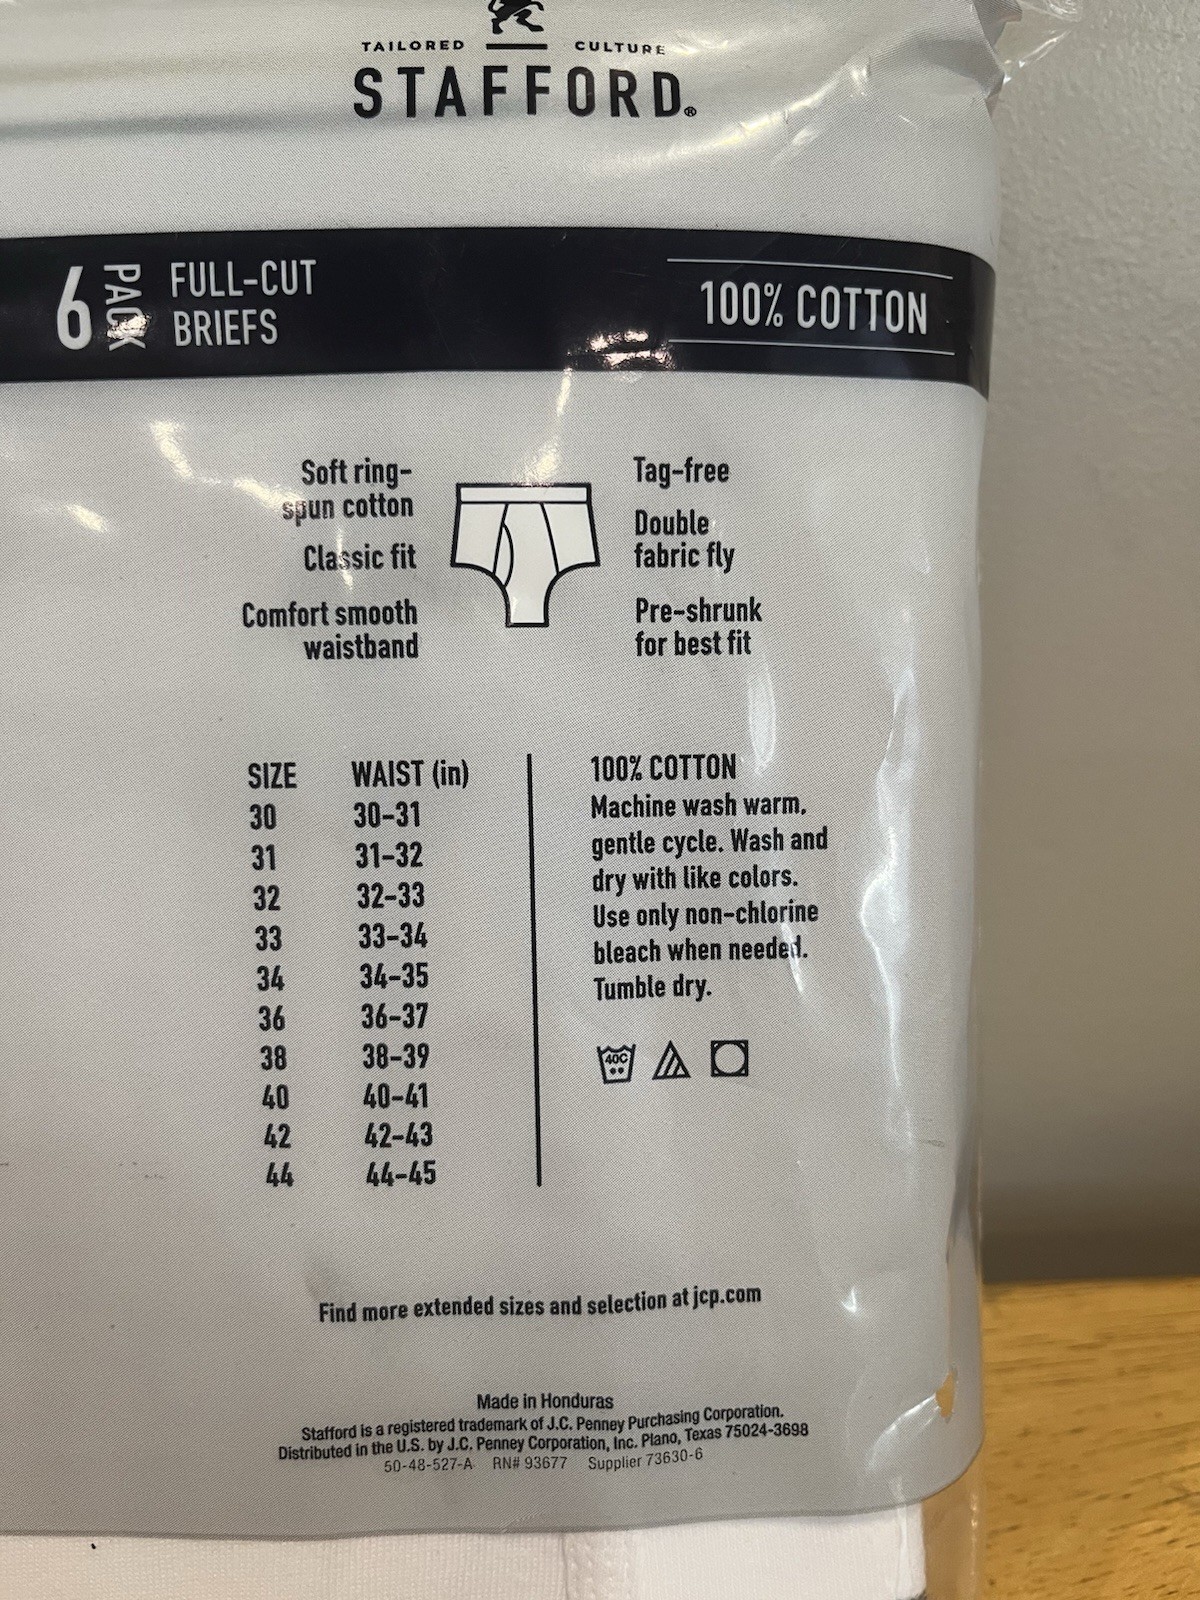 TAILORED CULTURE
STAFFORD®
6 PACK
FULL-CUT
BRIEFS
100% COTTON
Soft ring-
spun cotton
Classic fit
Comfort smooth
waistband
Tag-free
Double
fabric fly
Pre-shrunk
for best fit
SIZE WAIST (in)
30 30-31
31 31-32
32 32-33
33 33-34
34 34-35
36 36-37
38 38-39
40 40-41
42 42-43
44 44-45
100% COTTON
Machine wash warm,
gentle cycle. Wash and
dry with like colors.
Use only non-chlorine
bleach when needed.
Tumble dry.
40C
Find more extended sizes and selection at jcp.com
Made in Honduras
Stafford is a registered trademark of J.C. Penney Purchasing Corporation.
Distributed in the U.S. by J.C. Penney Corporation, Inc. Plano, Texas 75024-3698
50-48-527-A RN# 93677 Supplier 73630-6